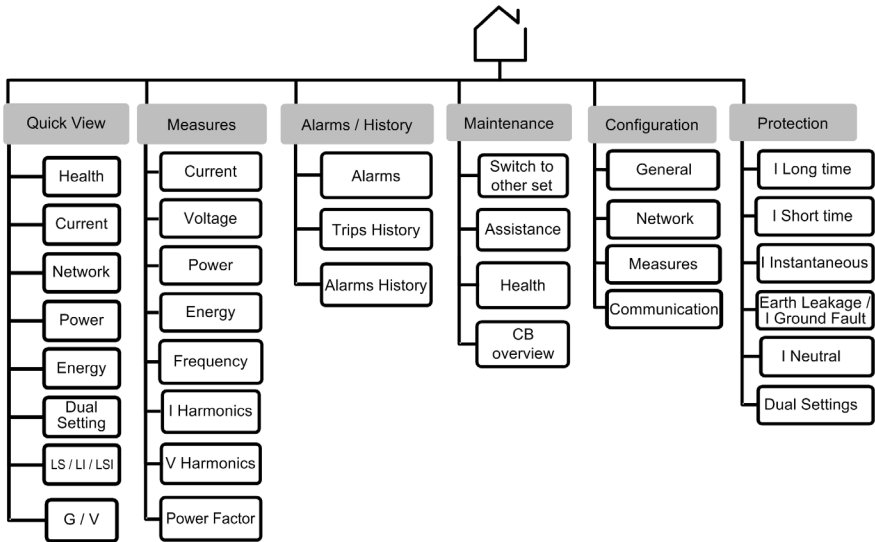 Quick View
Health
Current
Network
Power
Energy
Dual
Setting
LS / LI / LSI
G / V
Measures
Current
Voltage
Power
Energy
Frequency
I Harmonics
V Harmonics
Power Factor
Alarms / History
Alarms
Trips History
Alarms History
Maintenance
Switch to
other set
Assistance
Health
CB
overview
Configuration
General
Network
Measures
Communication
Protection
I Long time
I Short time
I Instantaneous
Earth Leakage /
I Ground Fault
I Neutral
Dual Settings